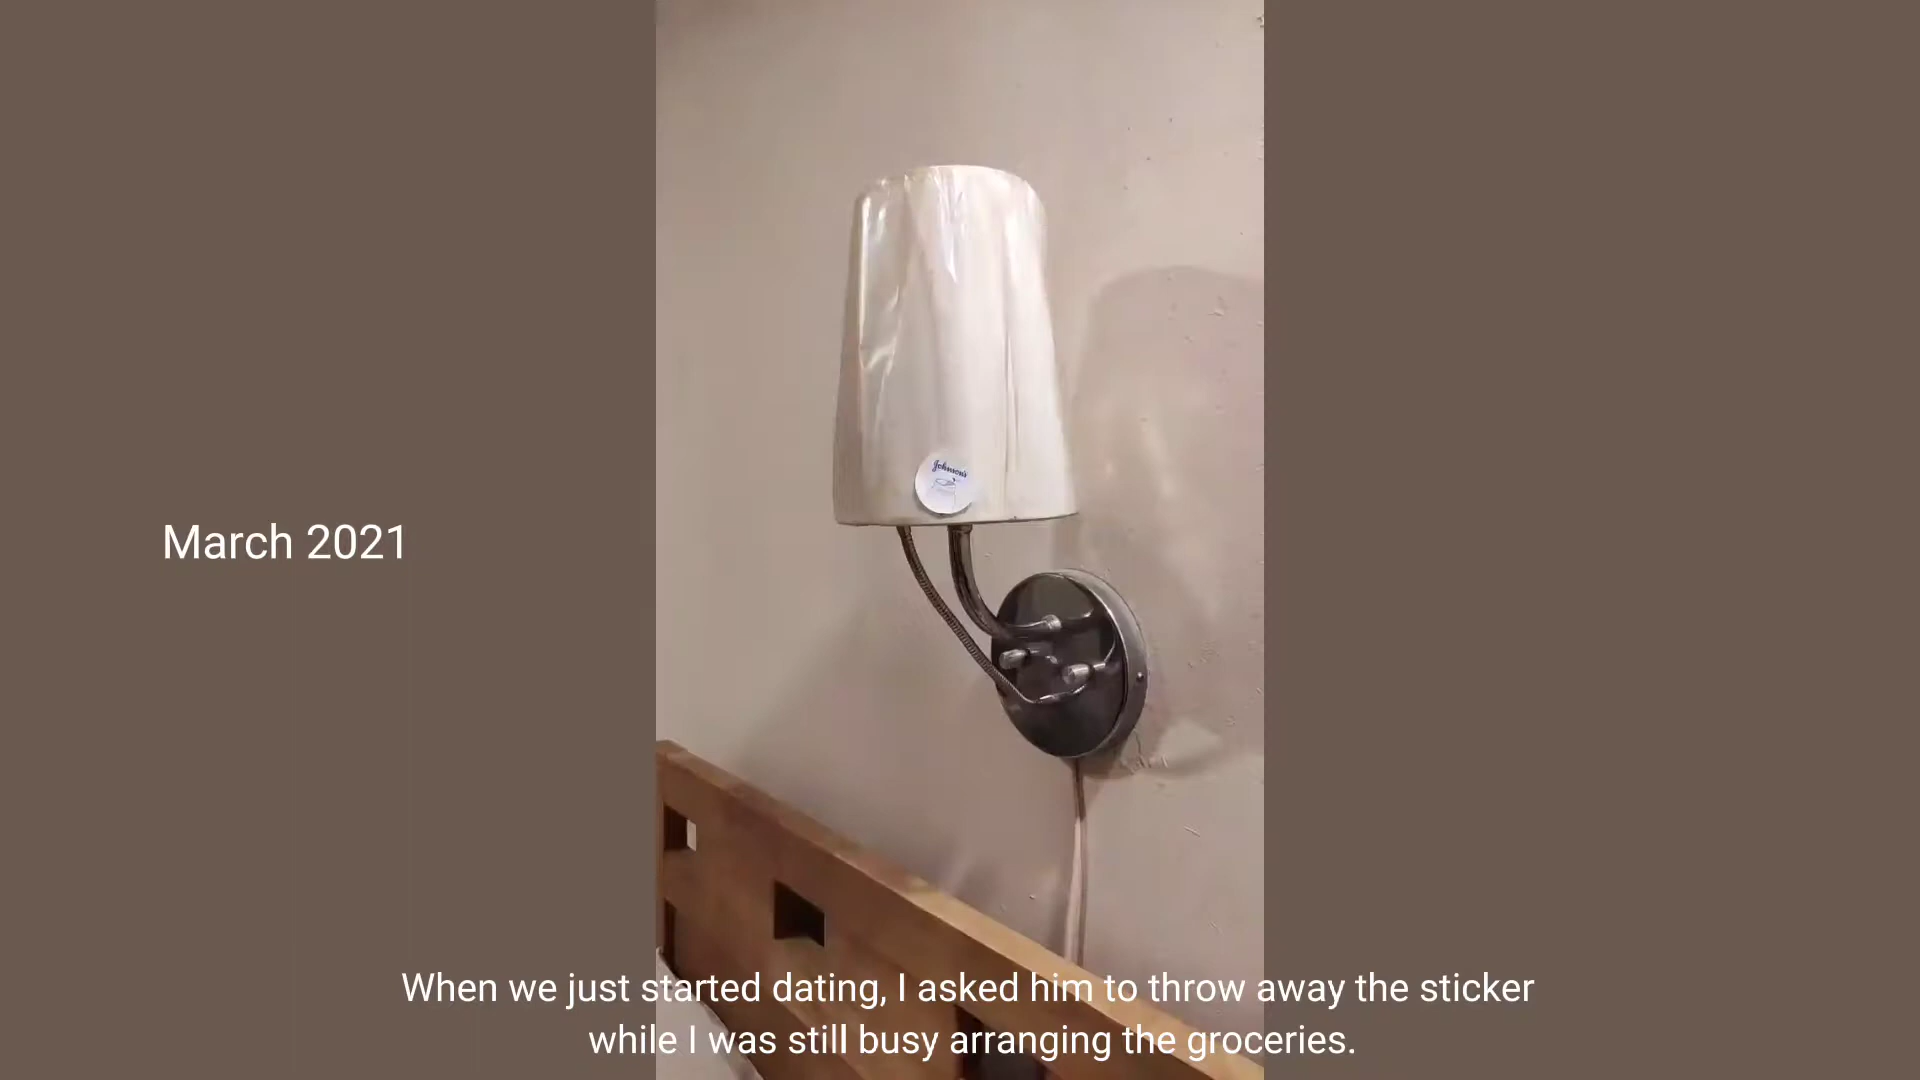 Johnson's
March 2021
When we just started dating, I asked him to throw away the sticker
while I was still busy arranging the groceries.